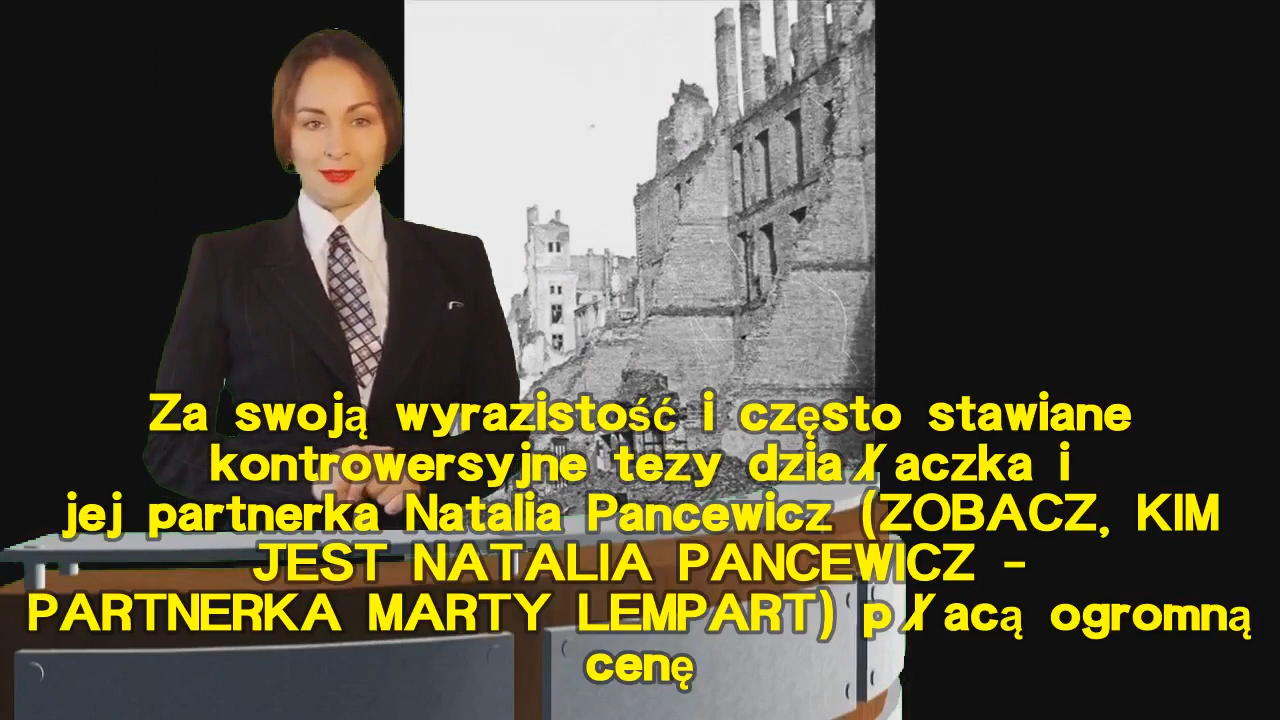 Za swoją wyrazistość i często stawiane
kontrowersyjne tezy działaczka i
jej partnerka Natalia Pancewicz (ZOBACZ, KIM
JEST NATALIA PANCEWICZ -
PARTNERKA MARTY LEMPART) płacą ogromną
cenę